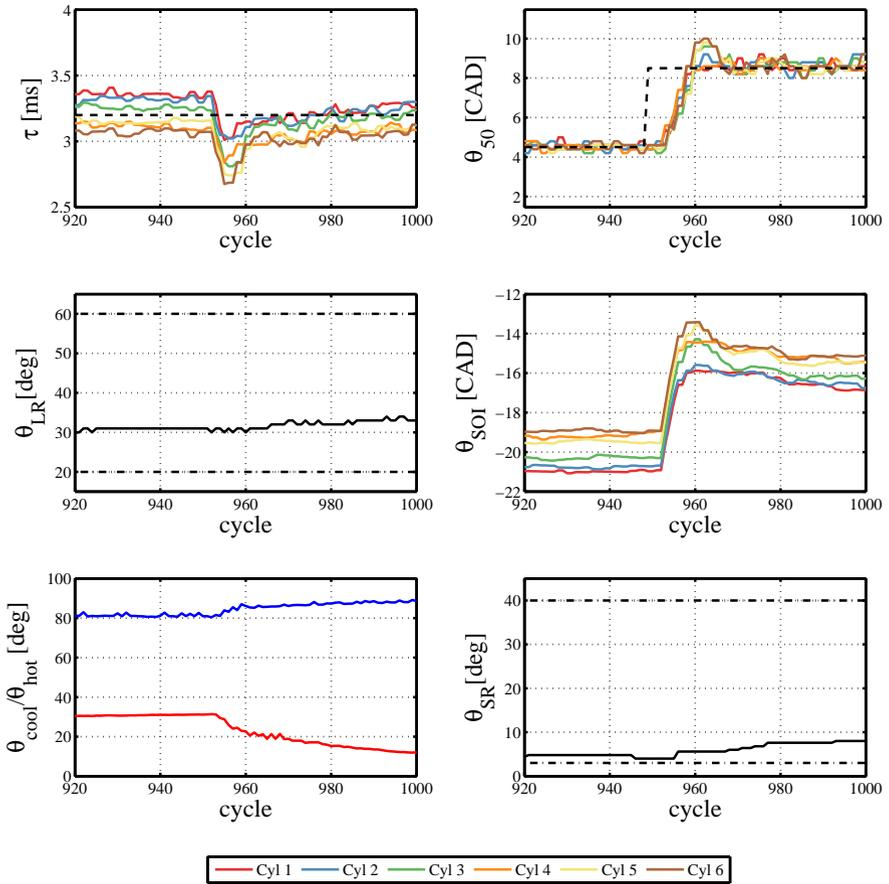 4
3.5
3
2.5
920 940 960 980 1000
τ [ms]
cycle
10
8
6
4
2
920 940 960 980 1000
θ50 [CAD]
cycle
60
50
40
30
20
920 940 960 980 1000
θLR[deg]
cycle
−12
−14
−16
−18
−20
−22
920 940 960 980 1000
θSOI [CAD]
cycle
100
80
60
40
20
0
920 940 960 980 1000
θcool/θhot [deg]
cycle
40
30
20
10
0
920 940 960 980 1000
θSR[deg]
cycle
Cyl 1 Cyl 2 Cyl 3 Cyl 4 Cyl 5 Cyl 6